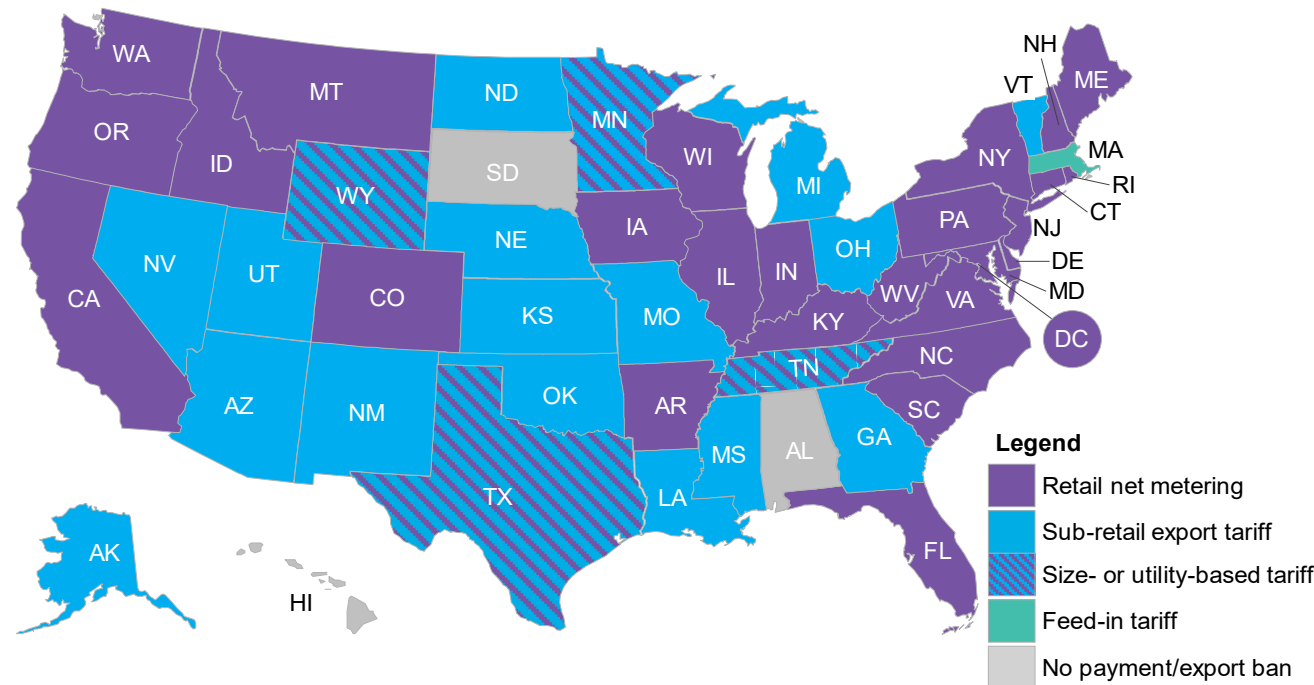 NH
WA
ME
MT
VT
ND
MN
OR
MA
NY
WI
ID
SD
MI
RI
WY
CT
PA
NJ
IA
NE
OH
NV
DE
UT
IL
IN
MD
CA
CO
WV
VA
KS
MO
KY
DC
NC
TN
OK
AR
AZ
NM
SC
GA
Legend
AL
MS
TX
LA
Retail net metering
Sub-retail export tariff
AK
FL
Size- or utility-based tariff
HI
Feed-in tariff
No payment/export ban